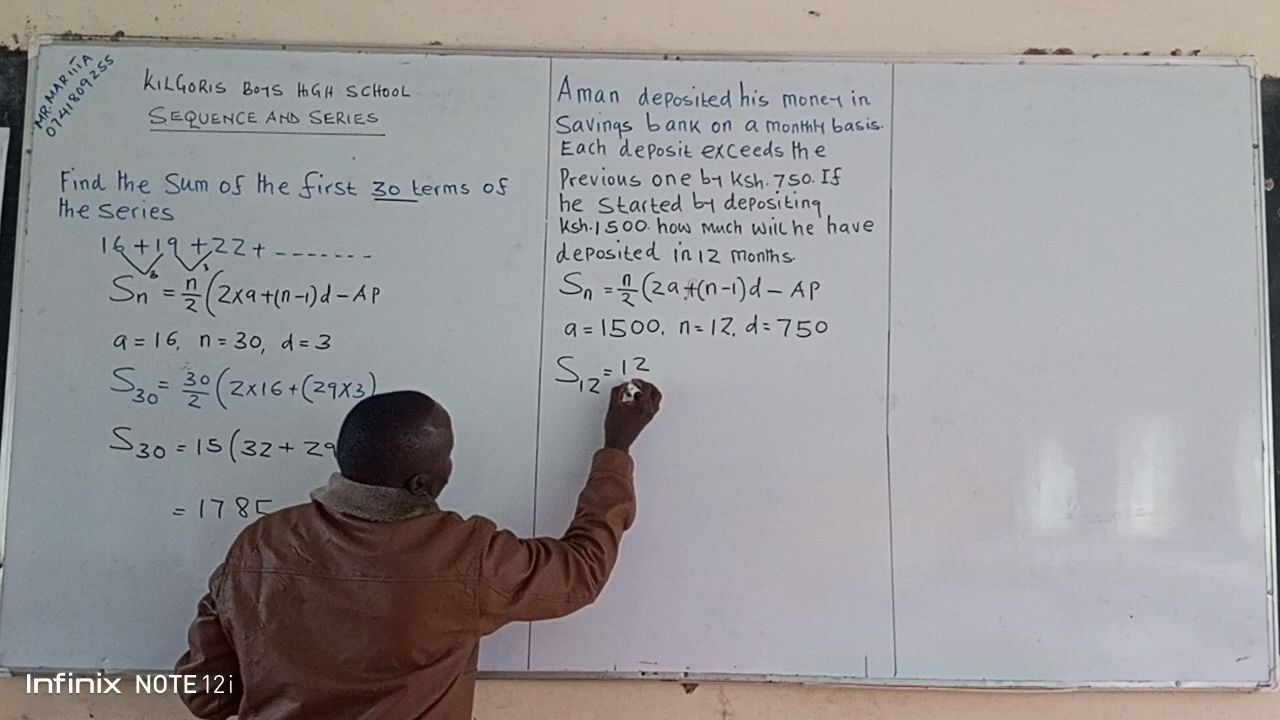 MR. MARITA
0741809255
KILGORIS BOYS HIGH SCHOOL
SEQUENCE AND SERIES
Find the Sum of the first 30 terms of
the series
16 + 19 + 22 + -------
3 3
Sn = n/2 (2×a+(n-1)d - AP
a = 16, n = 30, d = 3
S30 = 30/2 (2×16 + (29×3)
S30 = 15 (32 + 29
= 1785
Aman deposited his money in
Savings bank on a monthly basis.
Each deposit exceeds the
Previous one by Ksh. 750. If
he started by depositing
Ksh. 1500. how much will he have
deposited in 12 months
Sn = n/2 (2a+(n-1)d - AP
a = 1500, n = 12, d = 750
S12 = 12
Infinix NOTE 12i